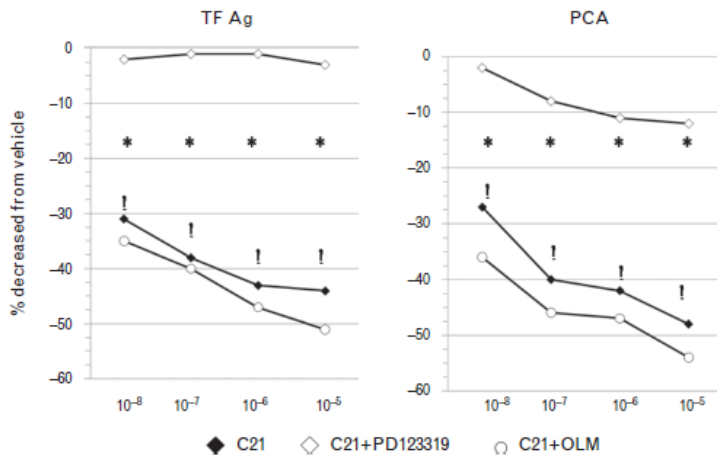 TF Ag
PCA
% decreased from vehicle
0
–10
–20
–30
–40
–50
–60
* * * *
! ! ! !
10⁻⁸ 10⁻⁷ 10⁻⁶ 10⁻⁵
0
–10
–20
–30
–40
–50
–60
* * * *
! ! ! !
10⁻⁸ 10⁻⁷ 10⁻⁶ 10⁻⁵
C21
C21+PD123319
C21+OLM